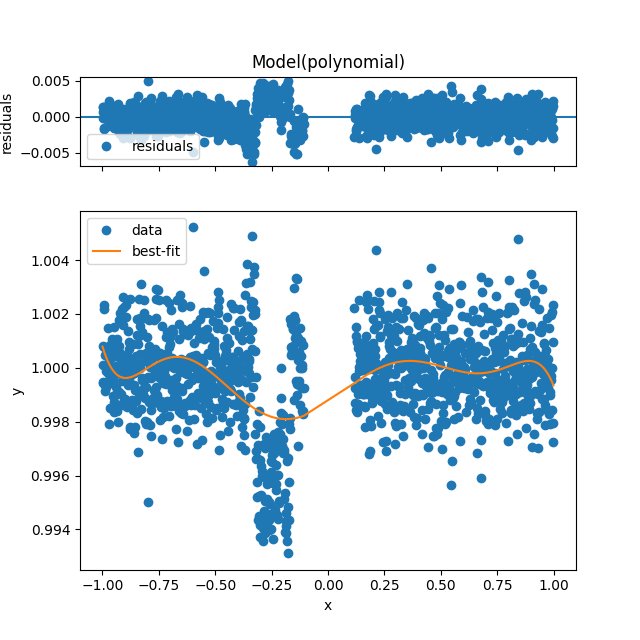 Model(polynomial)
0.005
0.000
−0.005
residuals
residuals
data
best-fit
1.004
1.002
1.000
0.998
0.996
0.994
y
−1.00 −0.75 −0.50 −0.25 0.00 0.25 0.50 0.75 1.00
x